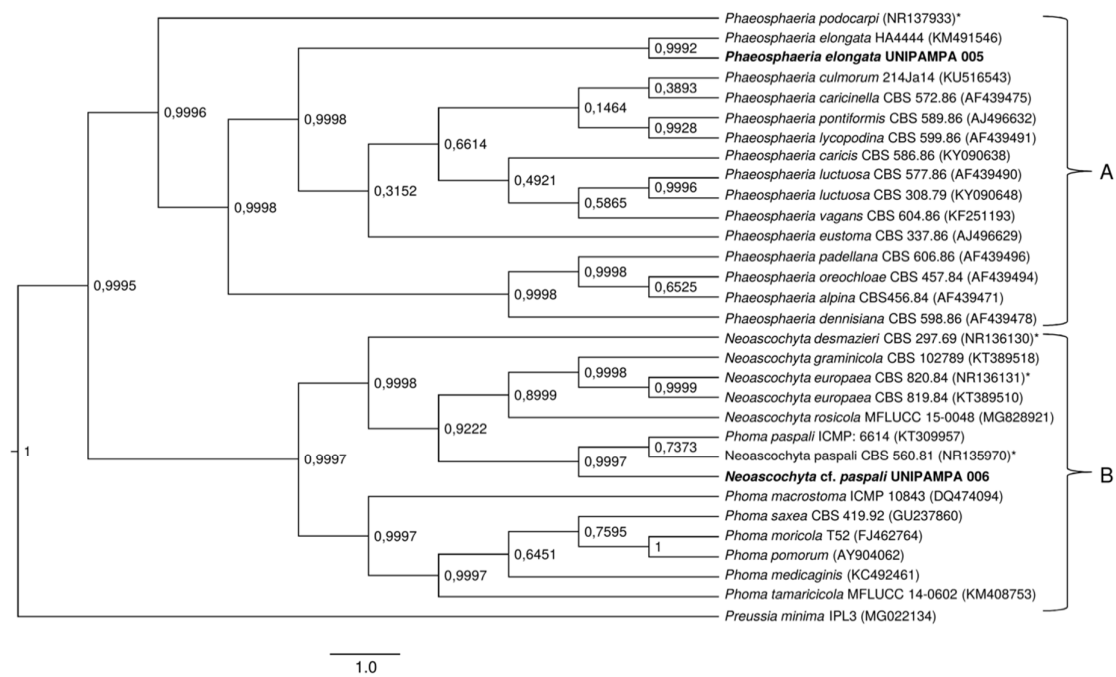 Phaeosphaeria podocarpi (NR137933)*
Phaeosphaeria elongata HA4444 (KM491546)
0,9992
Phaeosphaeria elongata UNIPAMPA 005
Phaeosphaeria culmorum 214Ja14 (KU516543)
0,3893
Phaeosphaeria caricinella CBS 572.86 (AF439475)
0,1464
0,9996
0,9998
Phaeosphaeria pontiformis CBS 589.86 (AJ496632)
0,9928
Phaeosphaeria lycopodina CBS 599.86 (AF439491)
0,6614
Phaeosphaeria caricis CBS 586.86 (KY090638)
A
0,4921
Phaeosphaeria luctuosa CBS 577.86 (AF439490)
0,9996
0,3152
Phaeosphaeria luctuosa CBS 308.79 (KY090648)
0,5865
0,9998
Phaeosphaeria vagans CBS 604.86 (KF251193)
Phaeosphaeria eustoma CBS 337.86 (AJ496629)
Phaeosphaeria padellana CBS 606.86 (AF439496)
0,9998
Phaeosphaeria oreochloae CBS 457.84 (AF439494)
0,6525
0,9995
0,9998
Phaeosphaeria alpina CBS456.84 (AF439471)
Phaeosphaeria dennisiana CBS 598.86 (AF439478)
Neoascochyta desmazieri CBS 297.69 (NR136130)*
Neoascochyta graminicola CBS 102789 (KT389518)
0,9998
0,9998
Neoascochyta europaea CBS 820.84 (NR136131)*
0,9999
0,8999
Neoascochyta europaea CBS 819.84 (KT389510)
0,9222
Neoascochyta rosicola MFLUCC 15-0048 (MG828921)
Phoma paspali ICMP: 6614 (KT309957)
0,7373
1
0,9997
0,9997
Neoascochyta paspali CBS 560.81 (NR135970)*
Neoascochyta cf. paspali UNIPAMPA 006
B
Phoma macrostoma ICMP 10843 (DQ474094)
Phoma saxea CBS 419.92 (GU237860)
0,7595
0,9997
Phoma moricola T52 (FJ462764)
1
0,6451
Phoma pomorum (AY904062)
0,9997
Phoma medicaginis (KC492461)
Phoma tamaricicola MFLUCC 14-0602 (KM408753)
Preussia minima IPL3 (MG022134)
1.0